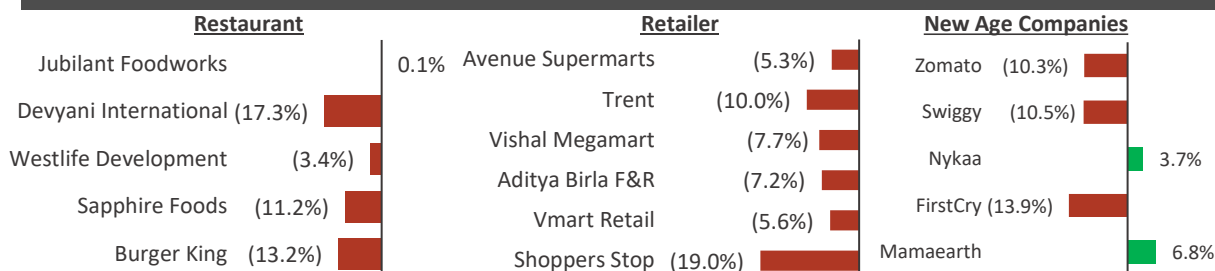 Restaurant
Jubilant Foodworks 0.1%
Devyani International (17.3%)
Westlife Development (3.4%)
Sapphire Foods (11.2%)
Burger King (13.2%)
Retailer
Avenue Supermarts (5.3%)
Trent (10.0%)
Vishal Megamart (7.7%)
Aditya Birla F&R (7.2%)
Vmart Retail (5.6%)
Shoppers Stop (19.0%)
New Age Companies
Zomato (10.3%)
Swiggy (10.5%)
Nykaa 3.7%
FirstCry (13.9%)
Mamaearth 6.8%